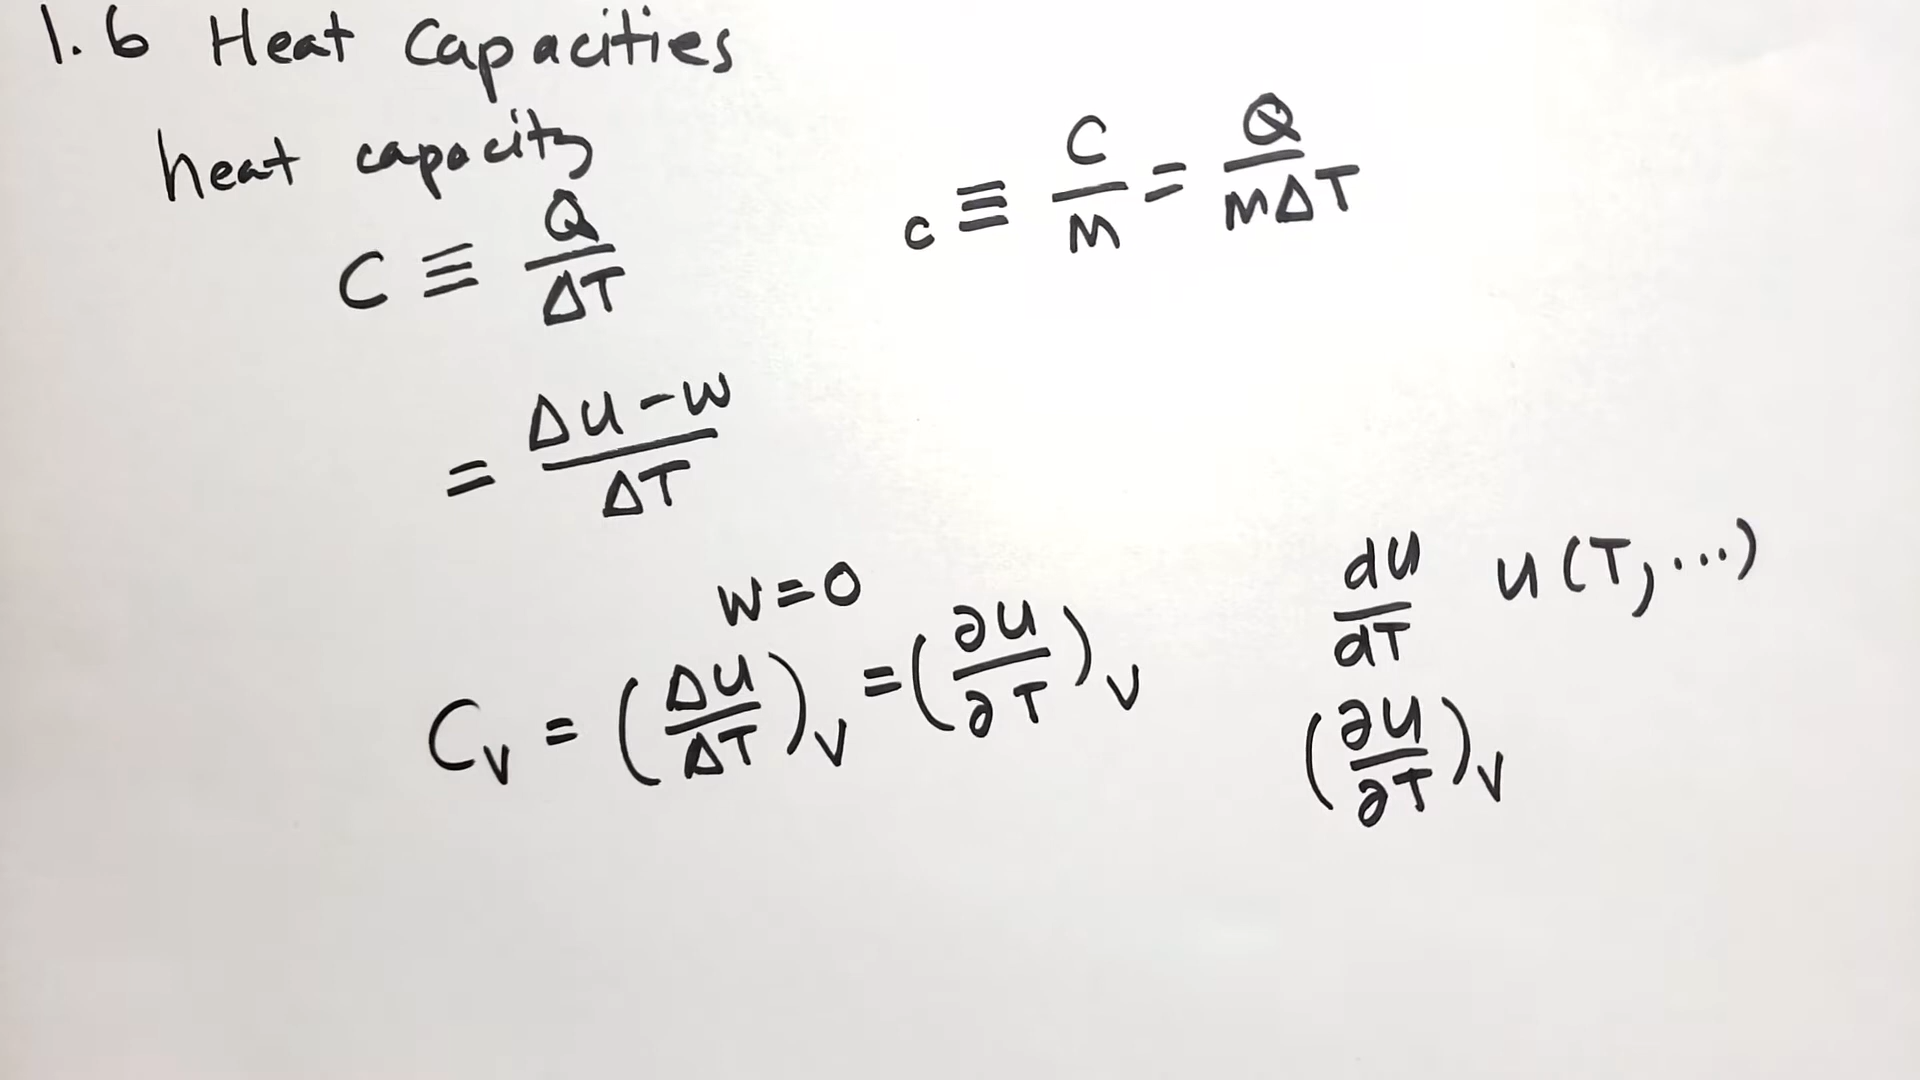 1.6 Heat Capacities
heat capacity
C ≡ Q/ΔT
c ≡ C/m = Q/mΔT
= ΔU-W/ΔT
W=0
C_V = (ΔU/ΔT)_V = (∂U/∂T)_V
dU/dT U(T,...)
(∂U/∂T)_V